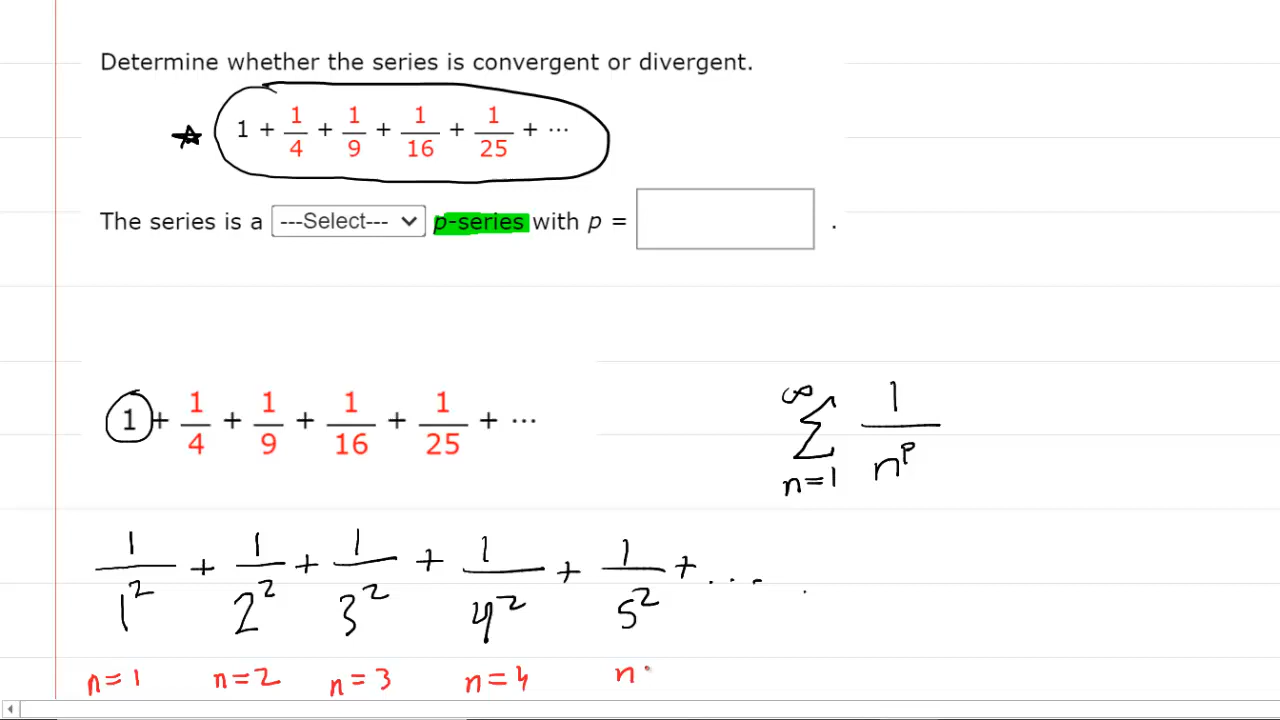 Determine whether the series is convergent or divergent.
1 + 1/4 + 1/9 + 1/16 + 1/25 + ⋯
The series is a ---Select--- p-series with p = .
1 + 1/4 + 1/9 + 1/16 + 1/25 + ⋯
∞ ∑ n=1 1/n^p
1/1² + 1/2² + 1/3² + 1/4² + 1/5² + ....
n=1 n=2 n=3 n=4 n